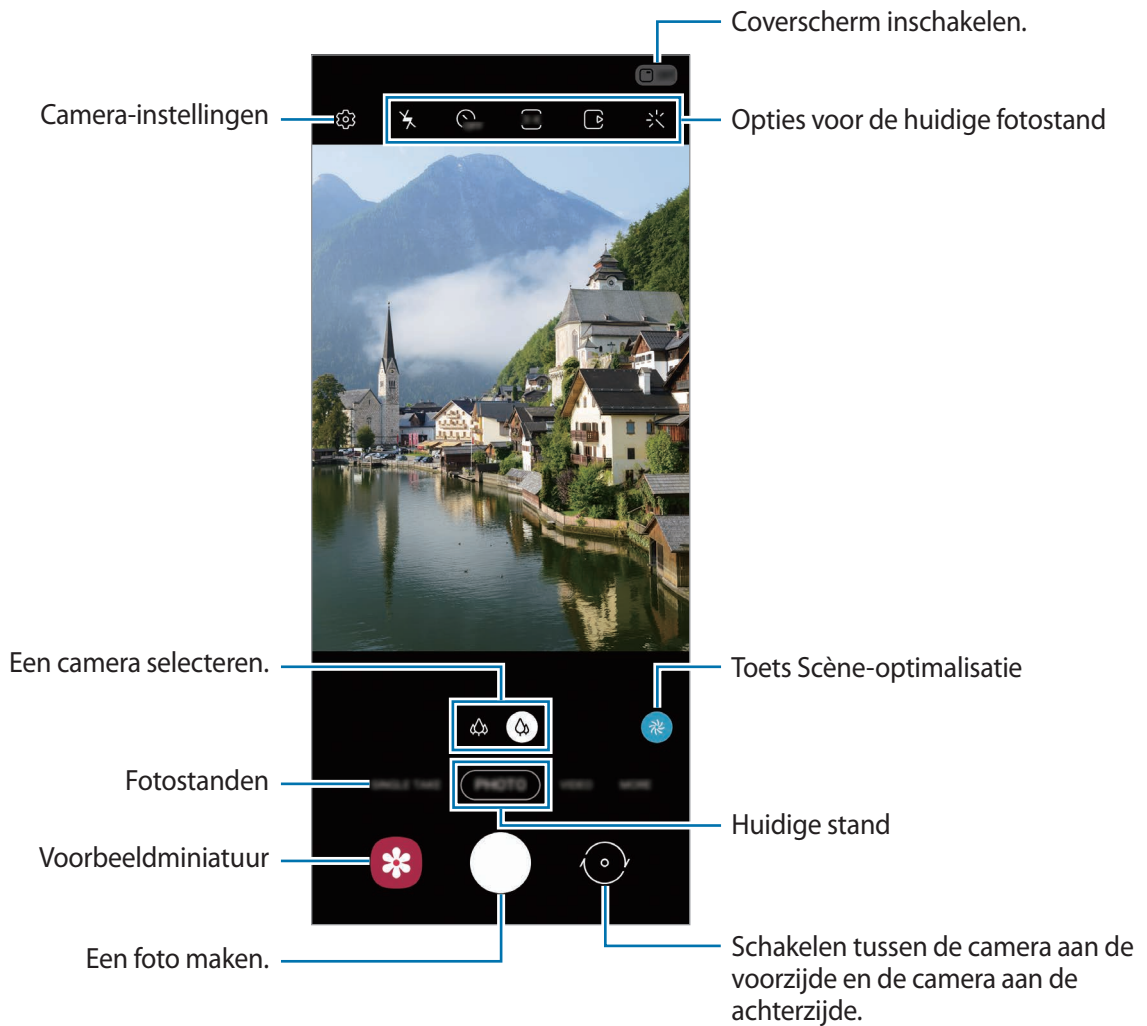 Coverscherm inschakelen.
Camera-instellingen
Opties voor de huidige fotostand
Een camera selecteren.
Toets Scène-optimalisatie
Fotostanden
SINGLE TAKE PHOTO VIDEO MORE
Huidige stand
Voorbeeldminiatuur
Een foto maken.
Schakelen tussen de camera aan de
voorzijde en de camera aan de
achterzijde.